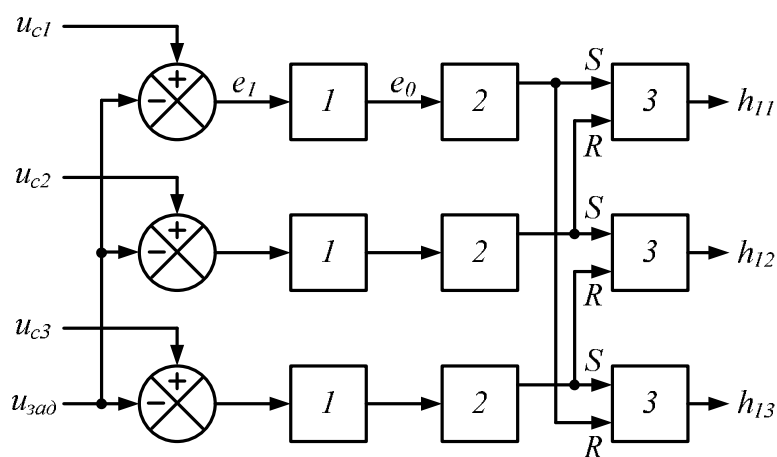 u_c1
+
−
e_1
1
e_0
2
S
R
3
h_11
u_c2
+
−
1
2
S
R
3
h_12
u_c3
+
u_зад
−
1
2
S
R
3
h_13